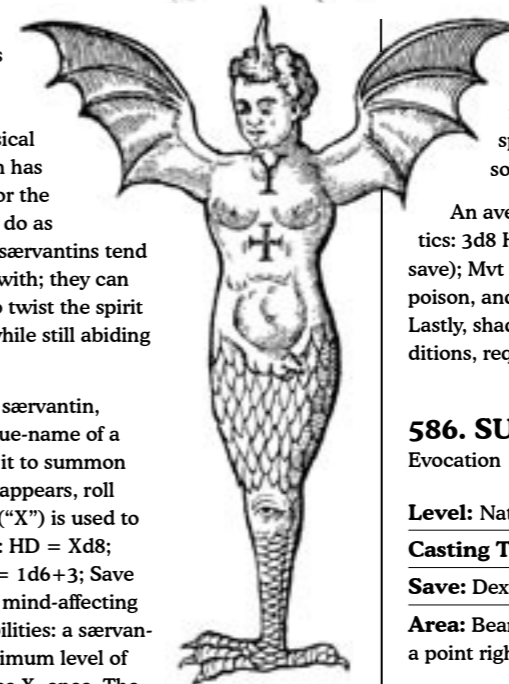 s
sical
n has
or the
do as
særvantins tend
with; they can
o twist the spirit
while still abiding
særvantin,
ue-name of a
it to summon
appears, roll
(“X”) is used to
: HD = Xd8;
= 1d6+3; Save
mind-affecting
bilities: a særvan-
imum level of
sp
so
An ave
tics: 3d8 H
save); Mvt
poison, and
Lastly, shad
ditions, req
586. SU
Evocation
Level: Nat
Casting T
Save: Dex
Area: Bear
a point righ